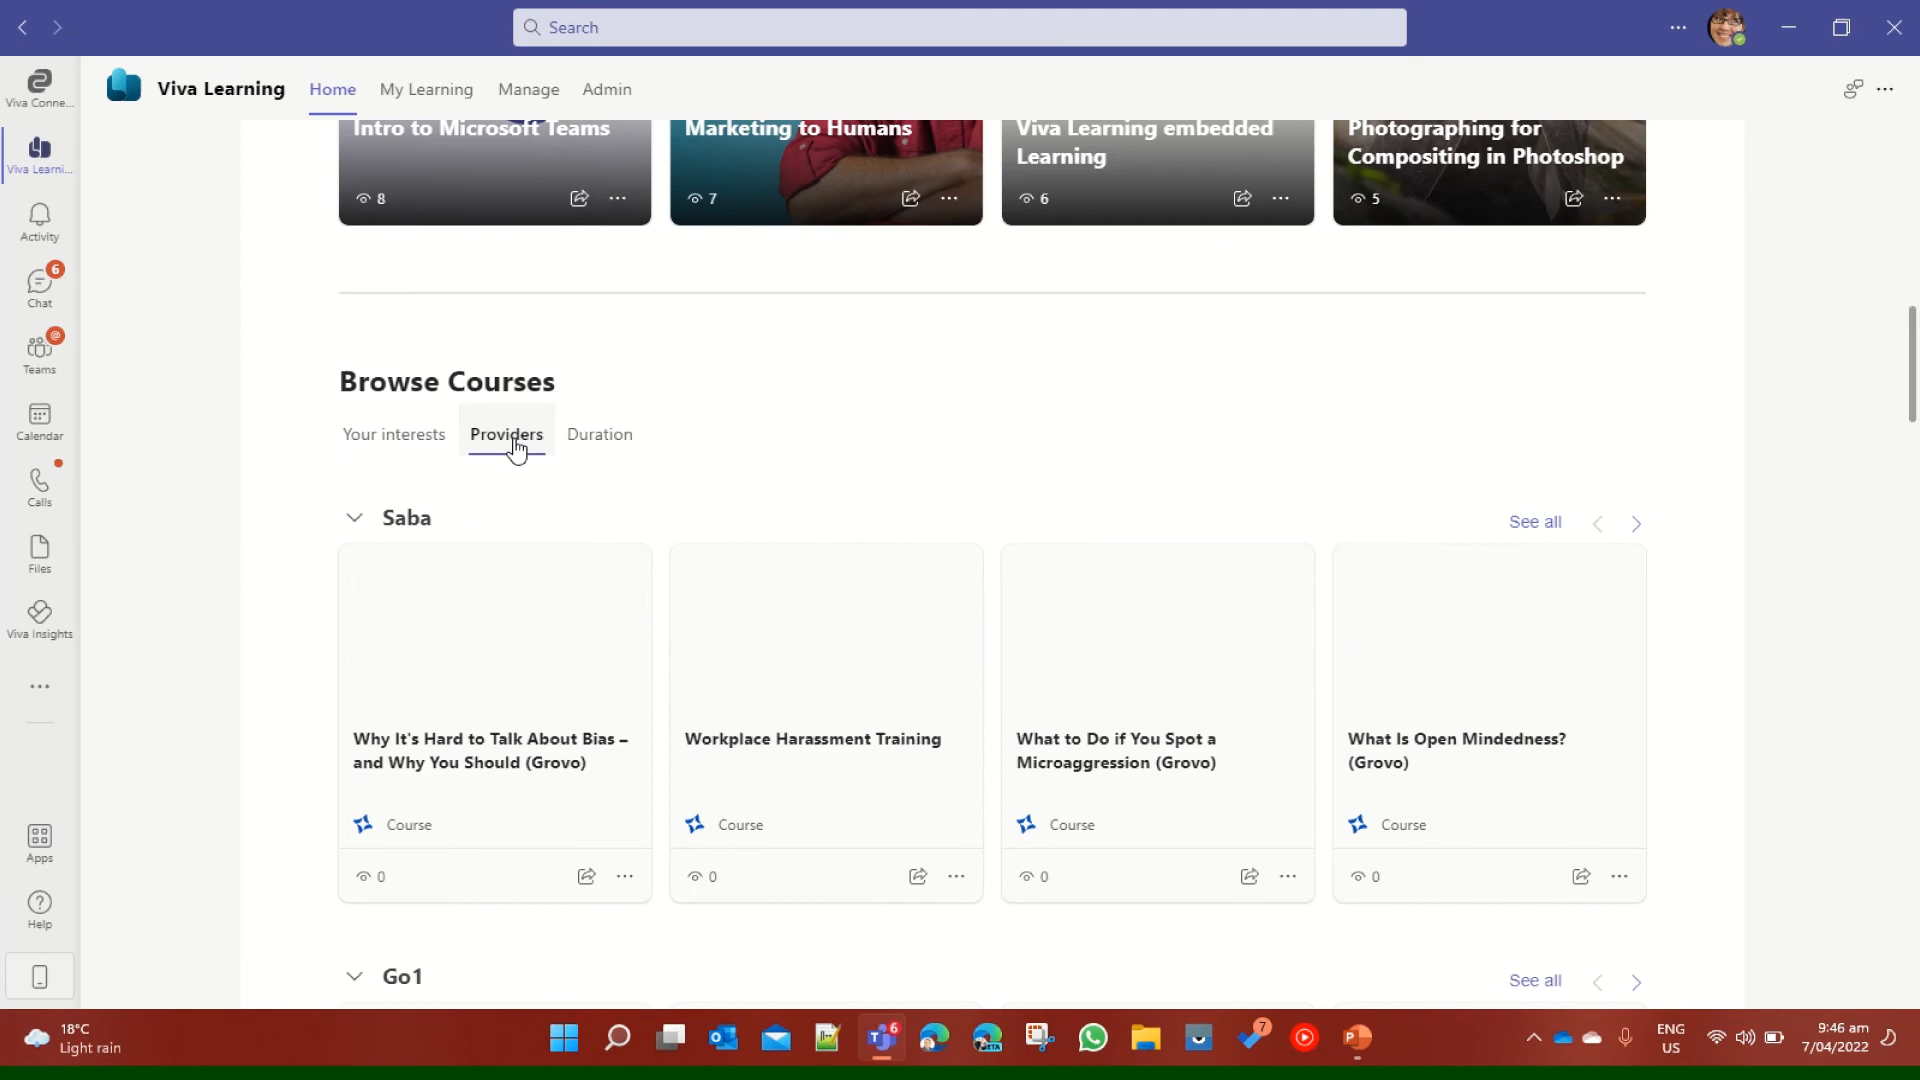 Search
Viva Learning
Home
My Learning
Manage
Admin
Viva Conne...
Viva Learni...
Activity
6
Chat
@
Teams
Calendar
Calls
Files
Viva Insights
Apps
Help
Intro to Microsoft Teams
8
Marketing to Humans
7
Viva Learning embedded
Learning
6
Photographing for
Compositing in Photoshop
5
Browse Courses
Your interests
Providers
Duration
Saba
See all
Why It's Hard to Talk About Bias –
and Why You Should (Grovo)
Course
0
Workplace Harassment Training
Course
0
What to Do if You Spot a
Microaggression (Grovo)
Course
0
What Is Open Mindedness?
(Grovo)
Course
0
Go1
See all
18°C
Light rain
6
BETA
7
ENG
US
9:46 am
7/04/2022